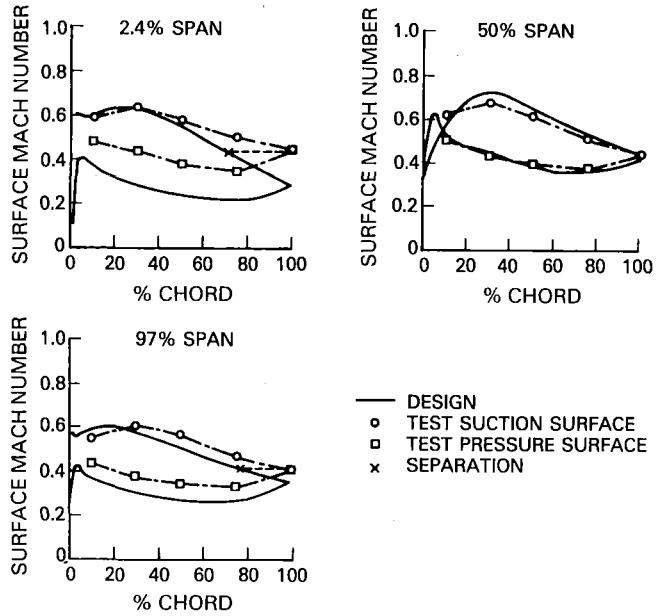 2.4% SPAN
SURFACE MACH NUMBER
1.0
0.8
0.6
0.4
0.2
0
0 20 40 60 80 100
% CHORD
50% SPAN
SURFACE MACH NUMBER
1.0
0.8
0.6
0.4
0.2
0
0 20 40 60 80 100
% CHORD
97% SPAN
SURFACE MACH NUMBER
1.0
0.8
0.6
0.4
0.2
0
0 20 40 60 80 100
% CHORD
DESIGN
TEST SUCTION SURFACE
TEST PRESSURE SURFACE
SEPARATION